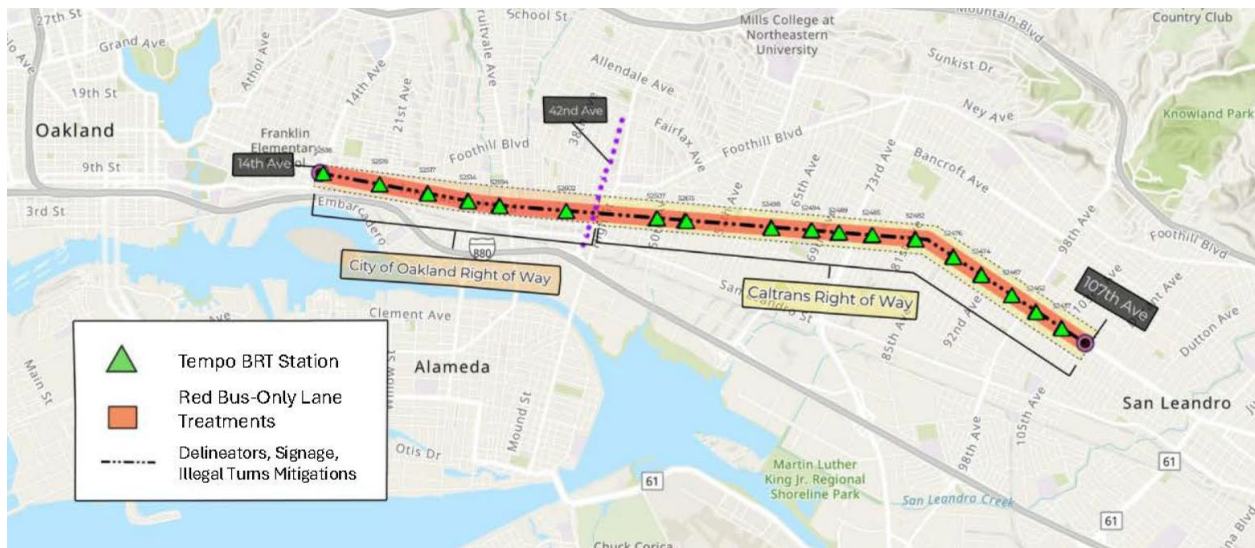 27th St
School St
Mills College at
Northeastern
University
Mountain Blvd
Country Club
Grand Ave
Athol Ave
14th Ave
21st Ave
Allendale Ave
Sunkist Dr
19th St
42nd Ave
Ney Ave
Knowland Park
Oakland
Franklin
Elementary
Foothill Blvd
Fairfax Ave
Foothill Blvd
Bancroft Ave
73rd Ave
65th Ave
9th St
14th Ave
3rd St
Embarcadero
880
98th Ave
Foothill Blvd
City of Oakland Right of Way
Caltrans Right of Way
107th Ave
Clement Ave
85th Ave
92nd Ave
Dutton Ave
Main St
Alameda
Mound St
San Leandro
Tempo BRT Station
Red Bus-Only Lane
Treatments
Delineators, Signage,
Illegal Turns Mitigations
Otis Dr
105th Ave
98th Ave
61
61
61
Martin Luther
King Jr. Regional
Shoreline Park
San Leandro Creek
Chuck Corica